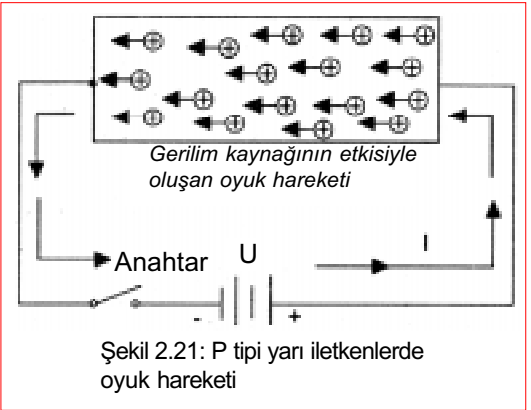 Gerilim kaynağının etkisiyle
oluşan oyuk hareketi
Anahtar U I
- +
Şekil 2.21: P tipi yarı iletkenlerde
oyuk hareketi